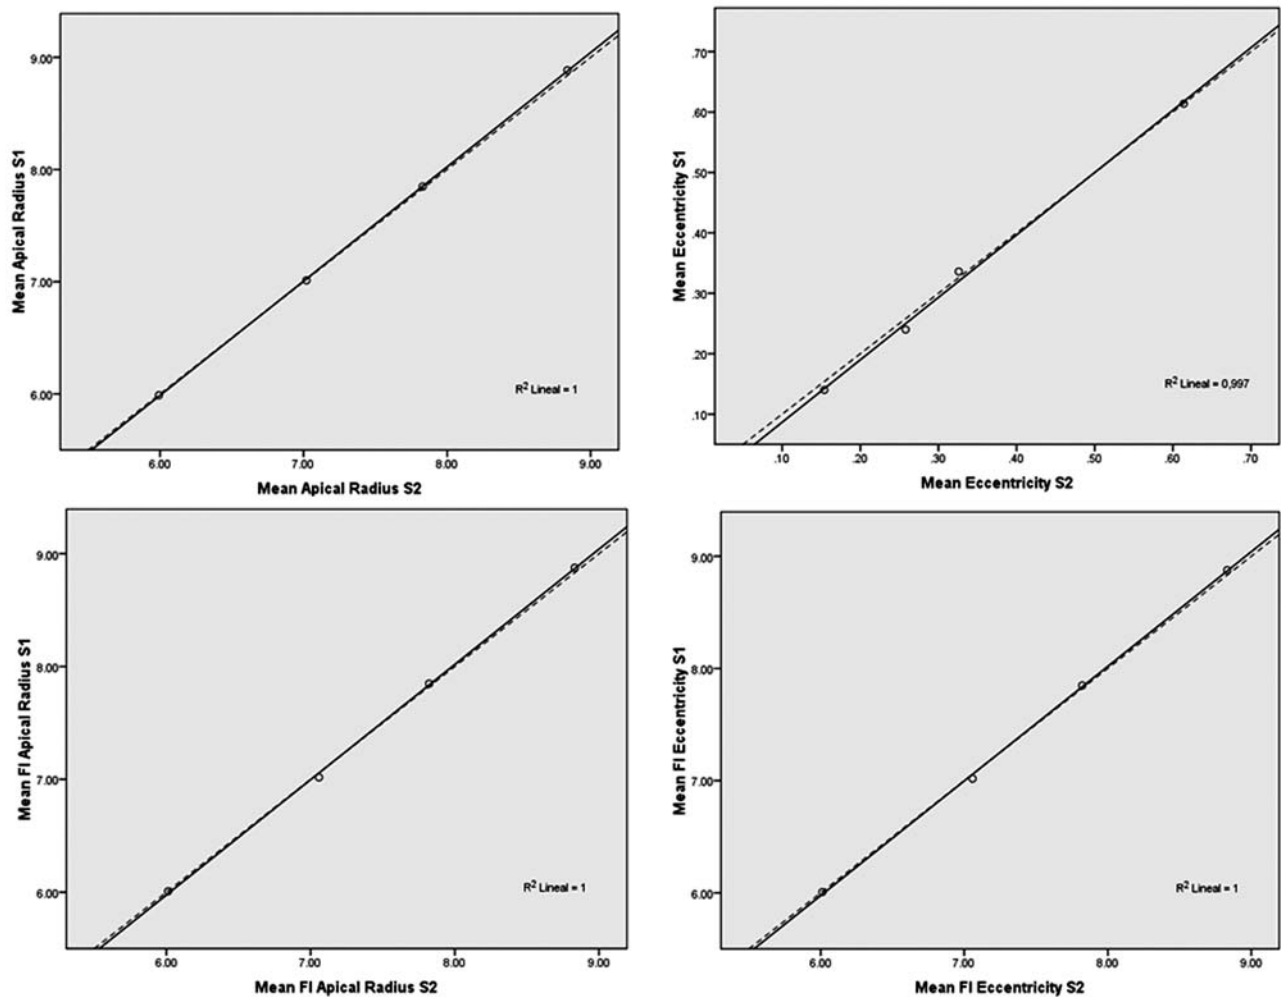 9.00
8.00
7.00
6.00
Mean Apical Radius S1
R² Lineal = 1
6.00 7.00 8.00 9.00
Mean Apical Radius S2
.70
.60
.50
.40
.30
.20
.10
Mean Eccentricity S1
R² Lineal = 0,997
.10 .20 .30 .40 .50 .60 .70
Mean Eccentricity S2
9.00
8.00
7.00
6.00
Mean FI Apical Radius S1
R² Lineal = 1
6.00 7.00 8.00 9.00
Mean FI Apical Radius S2
9.00
8.00
7.00
6.00
Mean FI Eccentricity S1
R² Lineal = 1
6.00 7.00 8.00 9.00
Mean FI Eccentricity S2